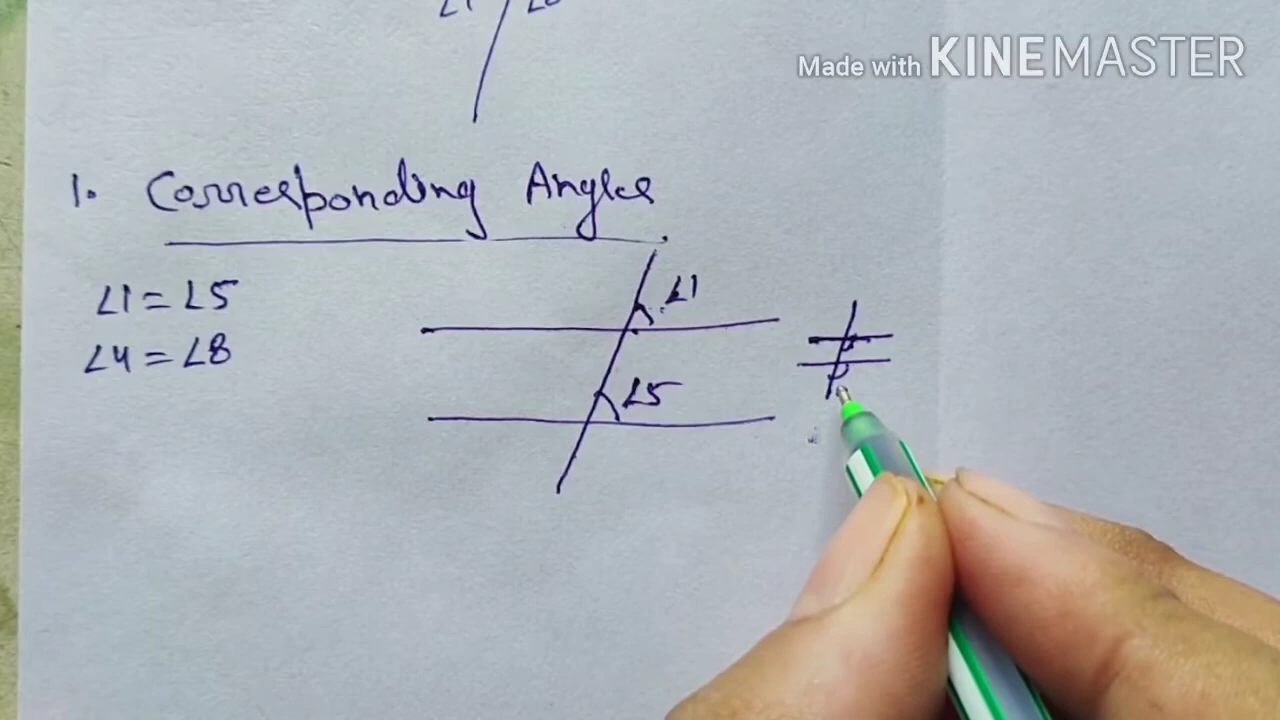 Made with KINEMASTER
1. Corresponding Angles
∠1 = ∠5
∠4 = ∠8
∠1
∠5